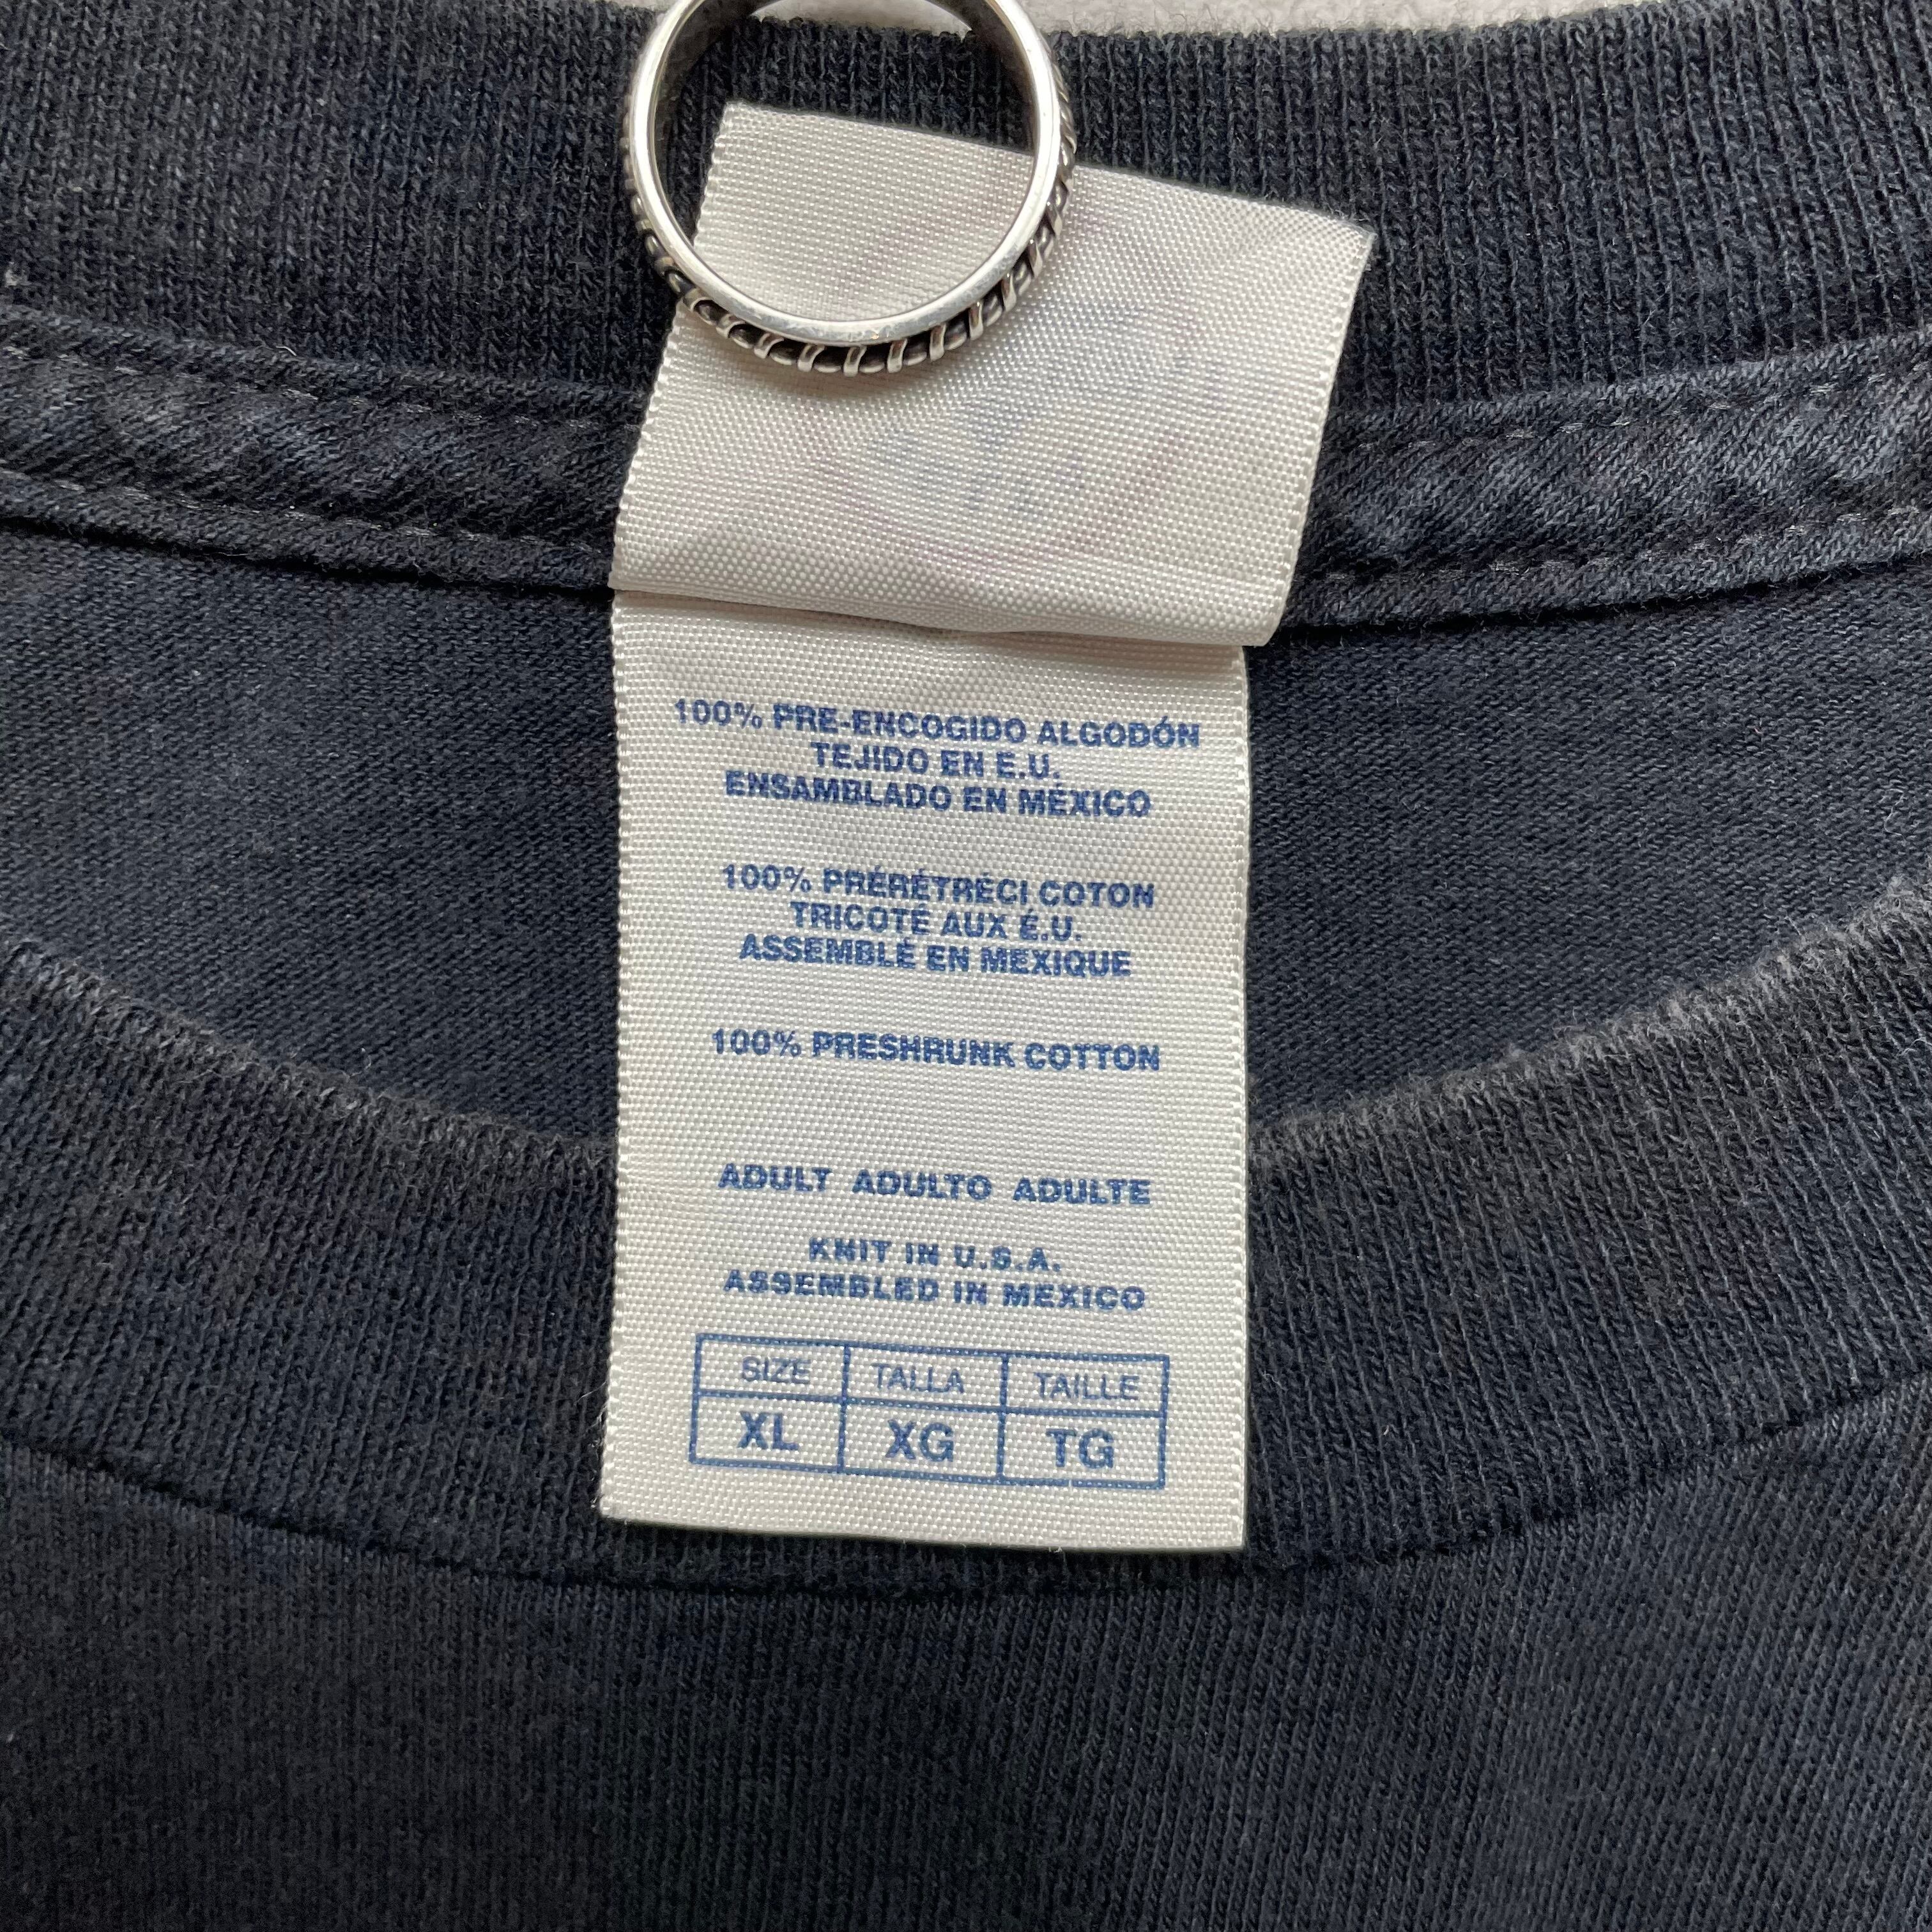 100% PRE-ENCOGIDO ALGODÓN
TEJIDO EN E.U.
ENSAMBLADO EN MÉXICO
100% PRÉRÉTRÉCI COTON
TRICOTÉ AUX É.U.
ASSEMBLÉ EN MEXIQUE
100% PRESHRUNK COTTON
ADULT ADULTO ADULTE
KNIT IN U.S.A.
ASSEMBLED IN MEXICO
SIZE TALLA TAILLE
XL XG TG